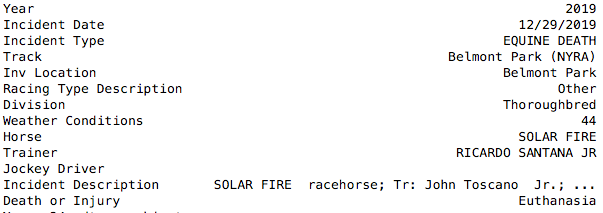 Year 2019
Incident Date 12/29/2019
Incident Type EQUINE DEATH
Track Belmont Park (NYRA)
Inv Location Belmont Park
Racing Type Description Other
Division Thoroughbred
Weather Conditions 44
Horse SOLAR FIRE
Trainer RICARDO SANTANA JR
Jockey Driver
Incident Description SOLAR FIRE racehorse; Tr: John Toscano Jr.; ...
Death or Injury Euthanasia